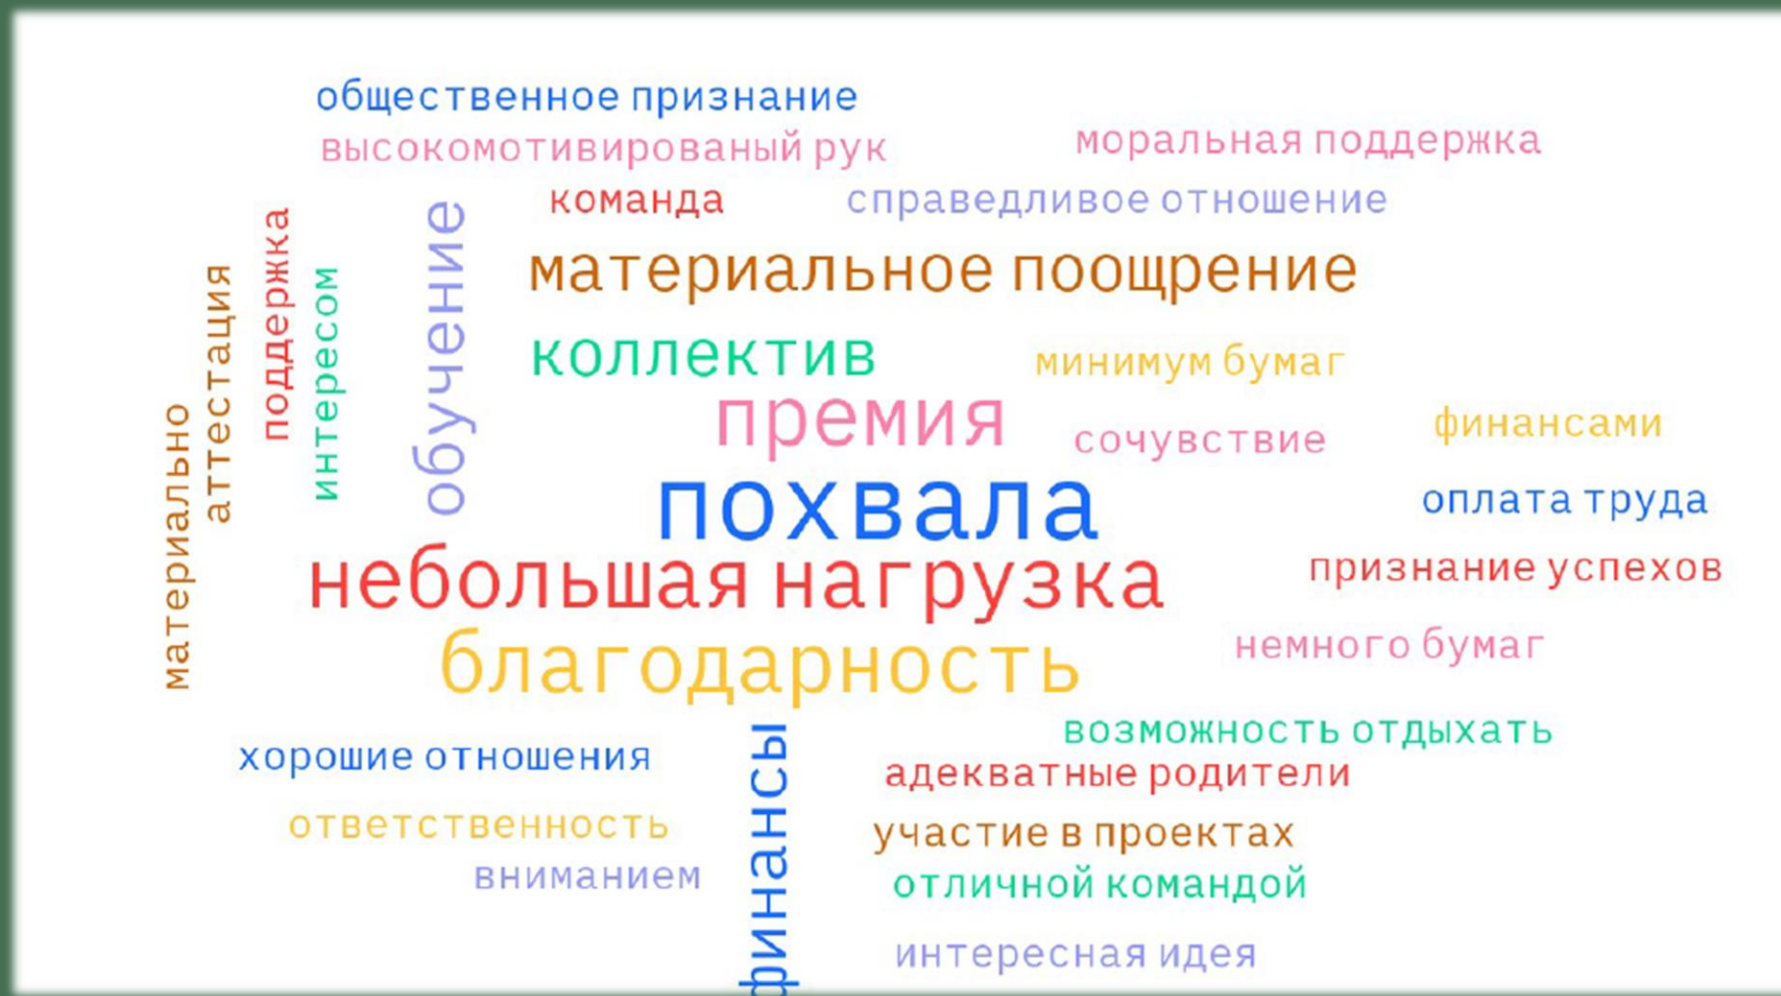 общественное признание
высокомотивированый рук
моральная поддержка
команда
справедливое отношение
материальное поощрение
коллектив
минимум бумаг
премия
сочувствие
финансами
похвала
оплата труда
небольшая нагрузка
признание успехов
благодарность
немного бумаг
материально
аттестация
поддержка
интересом
обучение
возможность отдыхать
хорошие отношения
адекватные родители
ответственность
участие в проектах
вниманием
отличной командой
финансы
интересная идея